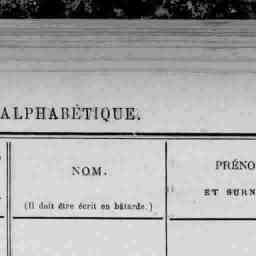 ALPHABÉTIQUE.
NOM.
(Il doit être écrit en bâtarde.)
PRÉNO
ET SURN